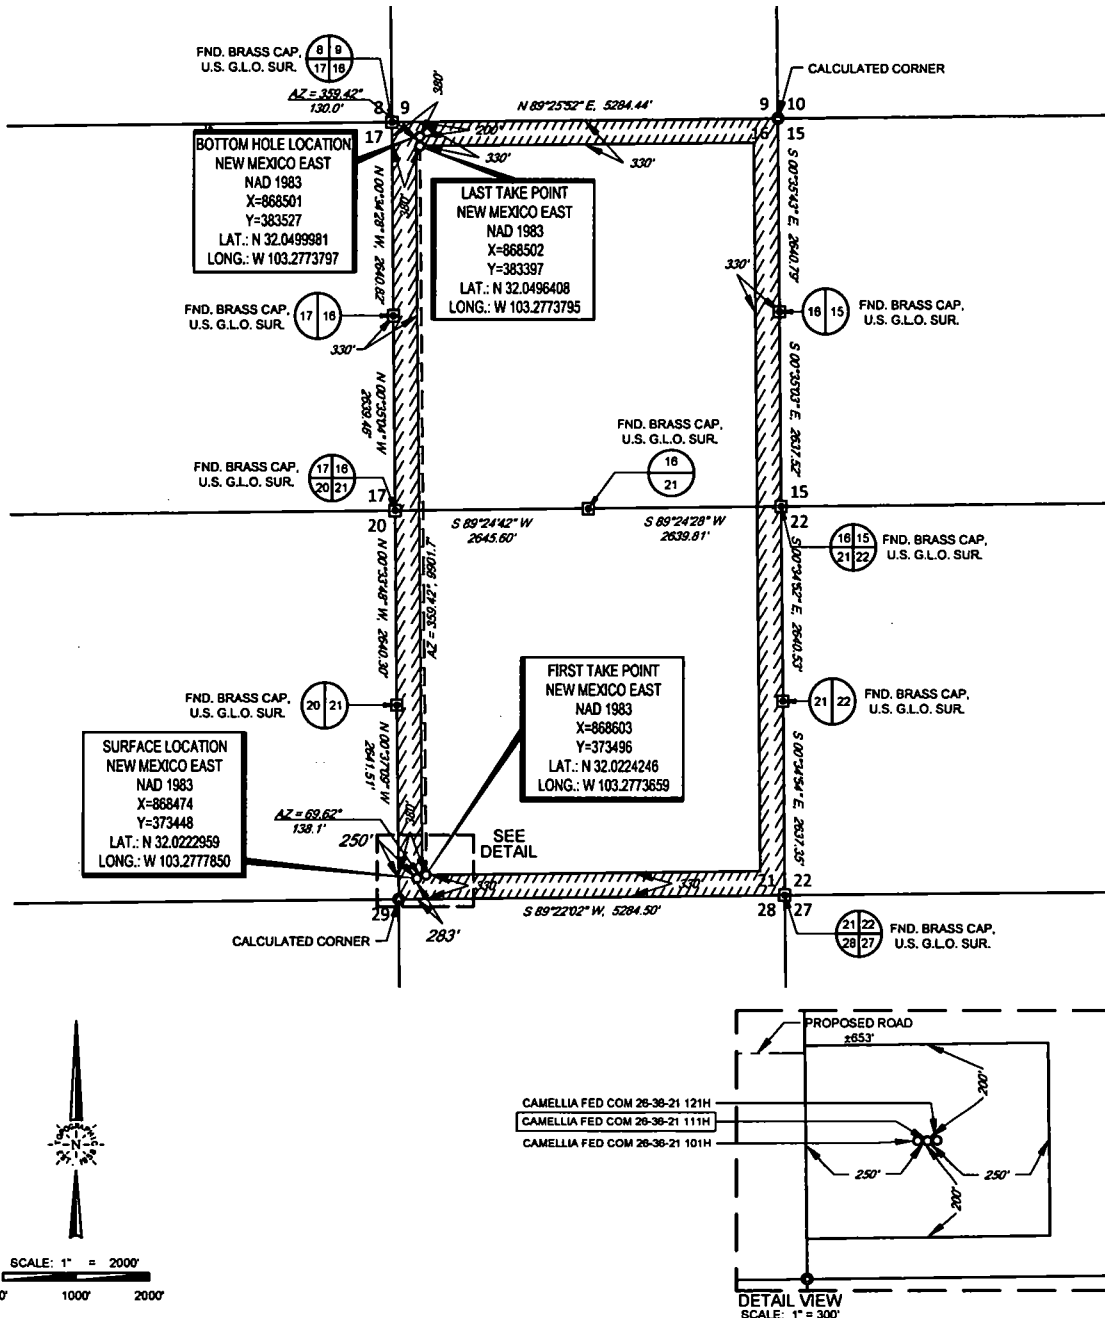 FND. BRASS CAP,
U.S. G.L.O. SUR.
8 9
17 16
CALCULATED CORNER
AZ = 359.42°
130.0'
380'
8 9
17
N 89°25'52" E, 5284.44'
9 10
16 15
200'
330'
330'
BOTTOM HOLE LOCATION
NEW MEXICO EAST
NAD 1983
X=868501
Y=383527
LAT.: N 32.0499981
LONG.: W 103.2773797
LAST TAKE POINT
NEW MEXICO EAST
NAD 1983
X=868502
Y=383397
LAT.: N 32.0496408
LONG.: W 103.2773795
N 00°34'28" W, 2640.82'
380'
S 00°35'43" E, 2640.79'
330'
FND. BRASS CAP,
U.S. G.L.O. SUR.
17 16
330'
16 15
FND. BRASS CAP,
U.S. G.L.O. SUR.
N 00°35'04" W
2639.46'
S 00°35'03" E, 2637.52'
FND. BRASS CAP,
U.S. G.L.O. SUR.
16
21
FND. BRASS CAP,
U.S. G.L.O. SUR.
17 16
20 21
17
20
15
22
S 89°24'42" W
2645.60'
S 89°24'28" W
2639.81'
16 15
21 22
FND. BRASS CAP,
U.S. G.L.O. SUR.
N 00°33'48" W, 2640.30'
AZ = 359.42°, 9901.7'
S 00°34'52" E, 2640.53'
FIRST TAKE POINT
NEW MEXICO EAST
NAD 1983
X=868603
Y=373496
LAT.: N 32.0224246
LONG.: W 103.2773659
FND. BRASS CAP,
U.S. G.L.O. SUR.
20 21
21 22
FND. BRASS CAP,
U.S. G.L.O. SUR.
SURFACE LOCATION
NEW MEXICO EAST
NAD 1983
X=868474
Y=373448
LAT.: N 32.0222959
LONG.: W 103.2777850
N 00°37'09" W
2641.51'
S 00°34'54" E, 2637.35'
AZ = 69.62°
138.1'
380'
250'
SEE
DETAIL
330'
330'
21 22
28 27
29
S 89°22'02" W, 5284.50'
283'
CALCULATED CORNER
21 22
28 27
FND. BRASS CAP,
U.S. G.L.O. SUR.
N
SCALE: 1" = 2000'
0' 1000' 2000'
PROPOSED ROAD
±653'
200'
CAMELLIA FED COM 26-36-21 121H
CAMELLIA FED COM 26-36-21 111H
CAMELLIA FED COM 26-36-21 101H
250'
250'
200'
DETAIL VIEW
SCALE: 1" = 300'